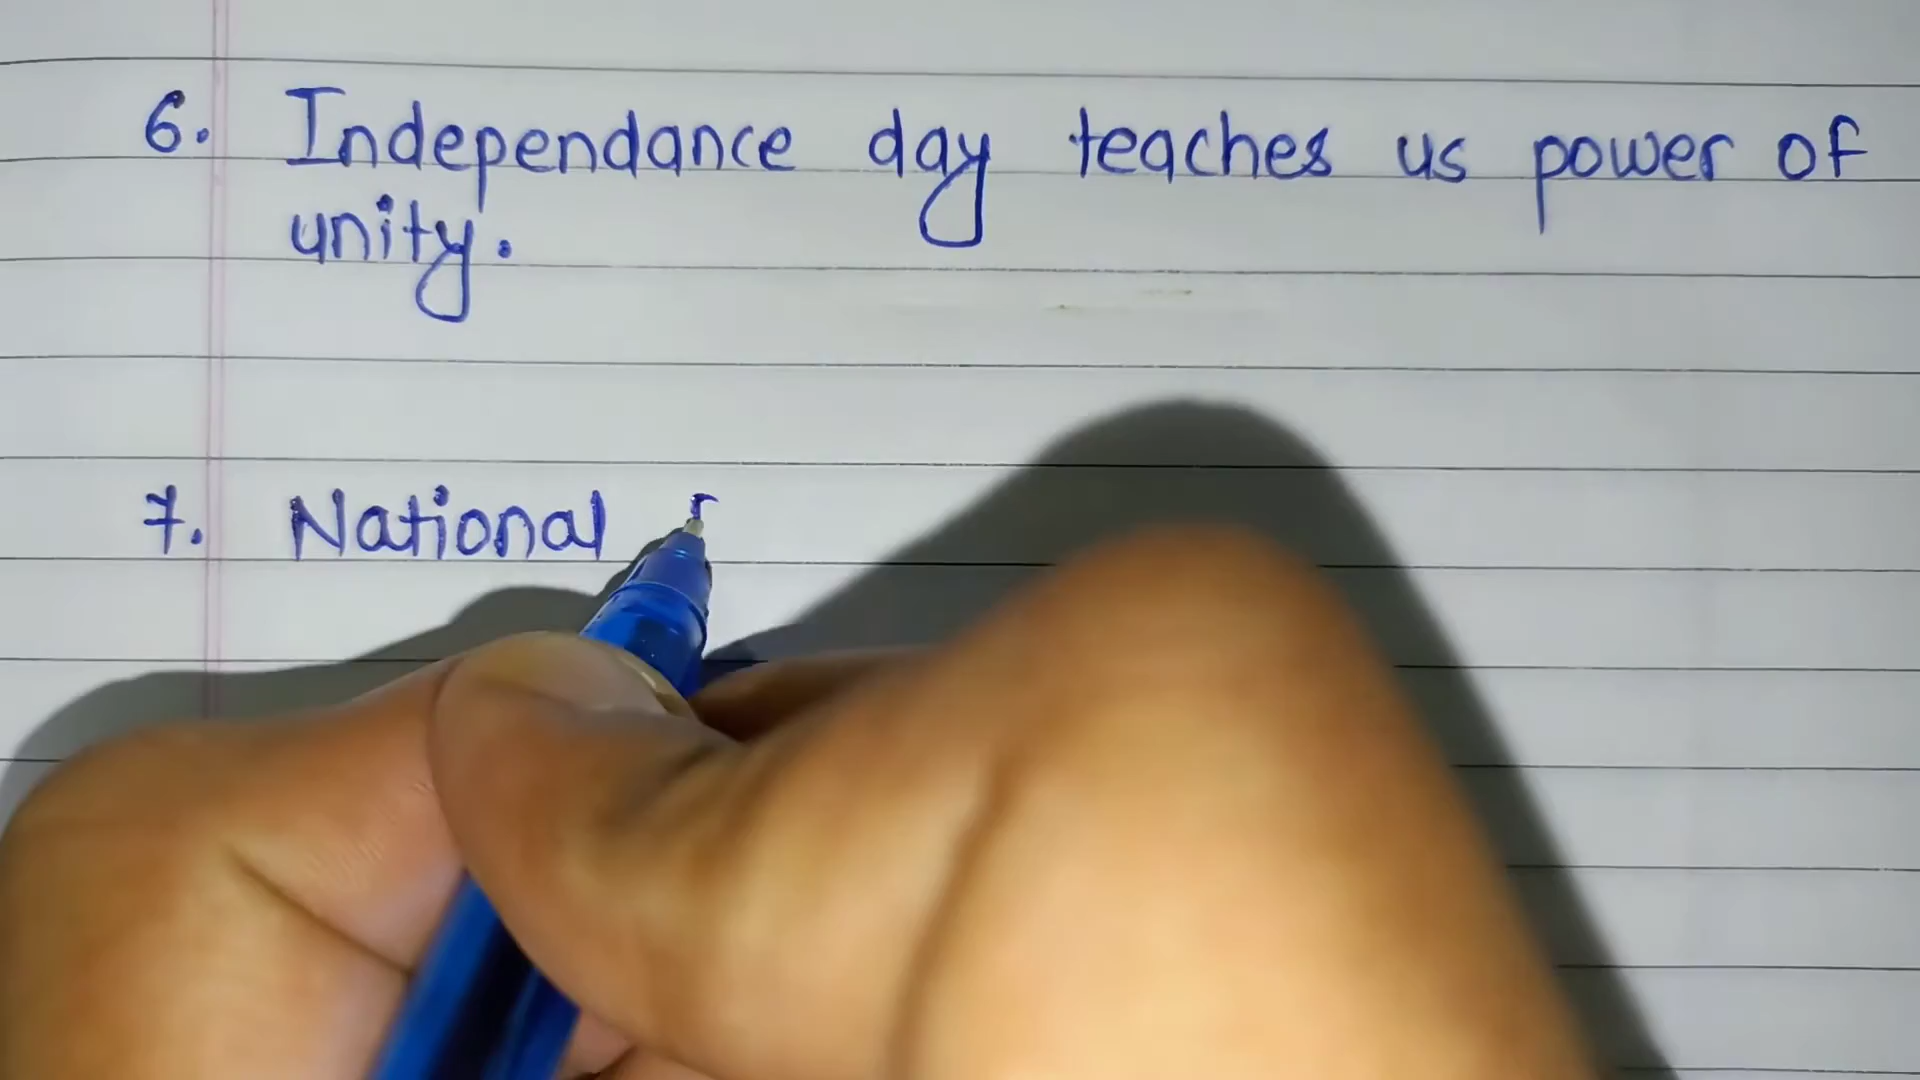 6. Independance day teaches us power of
unity.
7. National